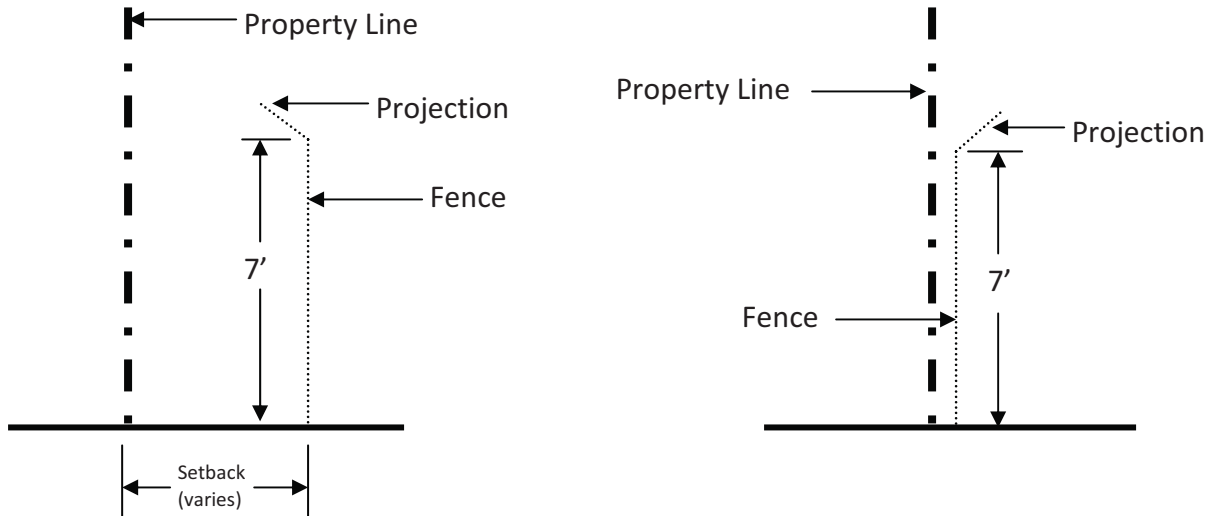 Property Line
Projection
Fence
7’
Setback
(varies)
Property Line
Projection
7’
Fence